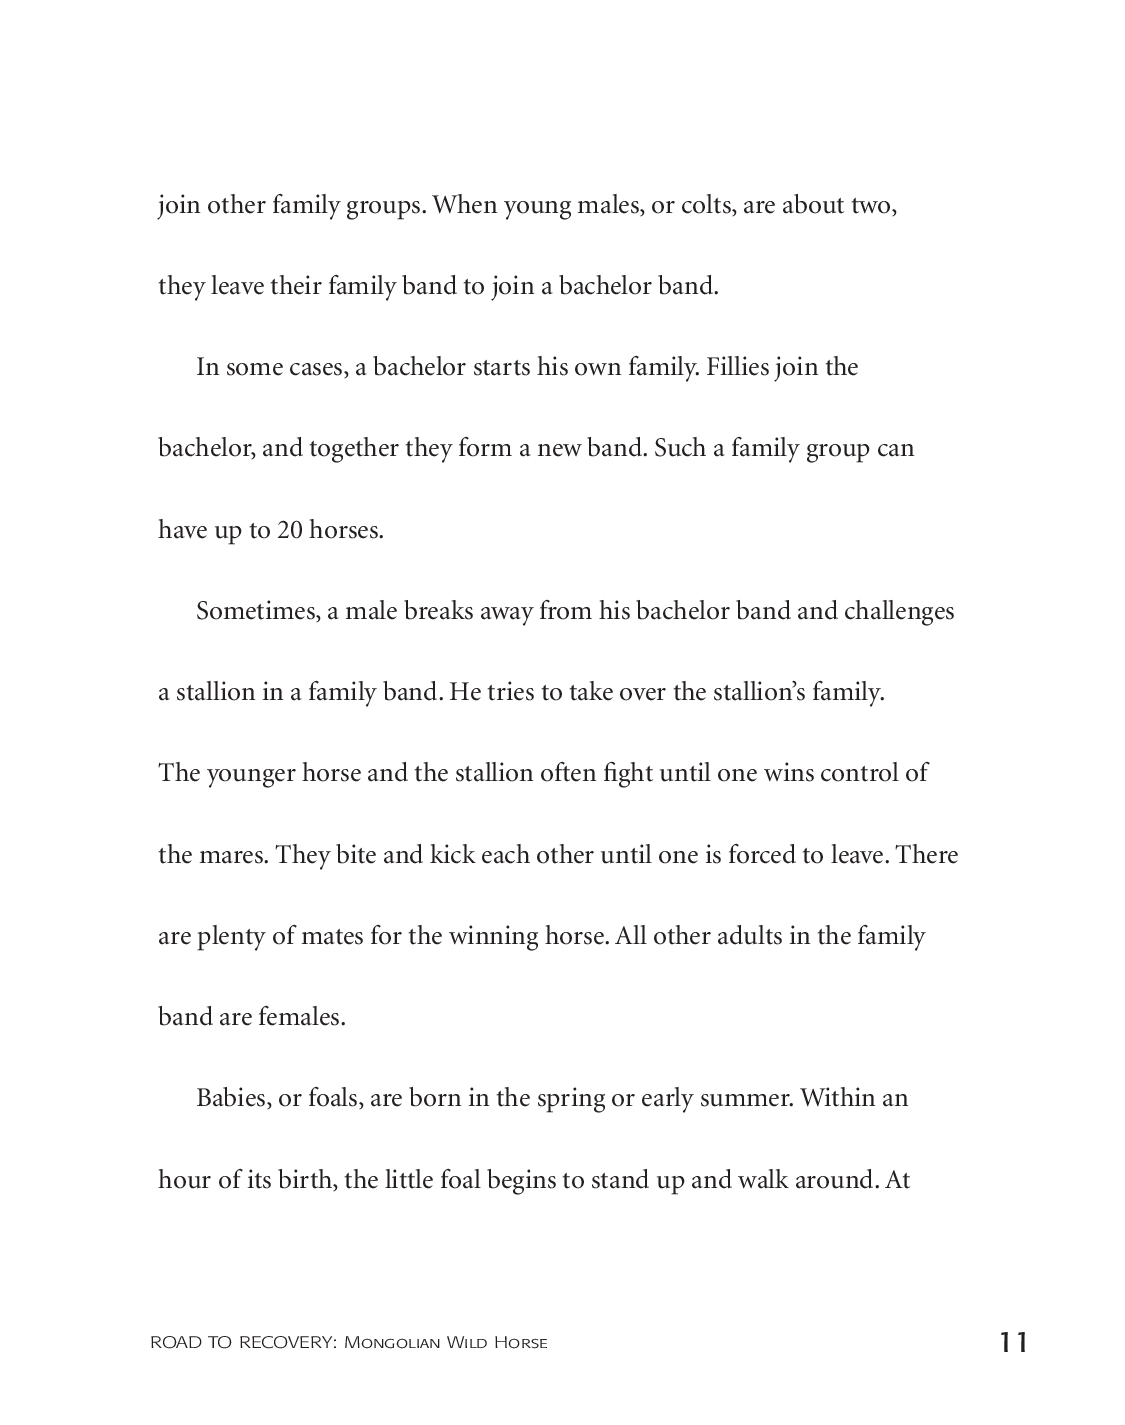 join other family groups. When young males, or colts, are about two,
they leave their family band to join a bachelor band.
In some cases, a bachelor starts his own family. Fillies join the
bachelor, and together they form a new band. Such a family group can
have up to 20 horses.
Sometimes, a male breaks away from his bachelor band and challenges
a stallion in a family band. He tries to take over the stallion’s family.
The younger horse and the stallion often fight until one wins control of
the mares. They bite and kick each other until one is forced to leave. There
are plenty of mates for the winning horse. All other adults in the family
band are females.
Babies, or foals, are born in the spring or early summer. Within an
hour of its birth, the little foal begins to stand up and walk around. At
ROAD TO RECOVERY: Mongolian Wild Horse 11